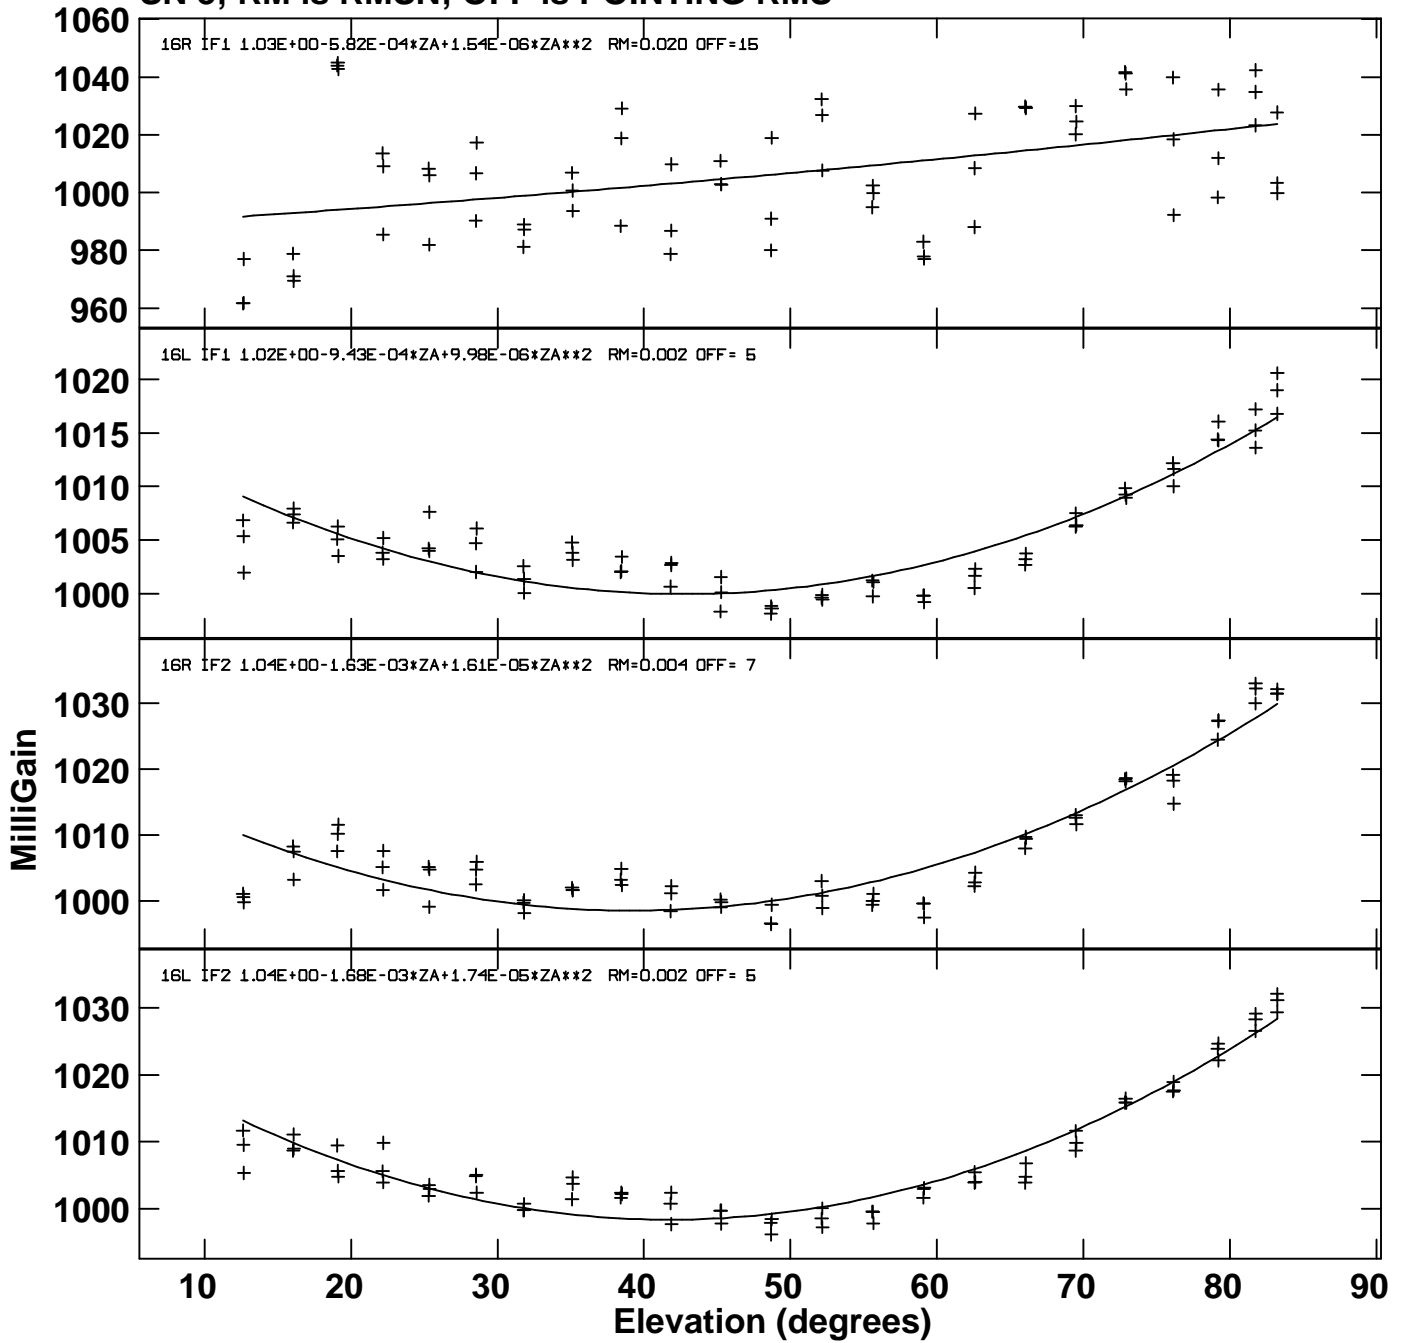 1060
1040
1020
1000
980
960
16R IF1 1.03E+00-5.82E-04*ZA+1.54E-06*ZA**2 RM=0.020 OFF=15
16L IF1 1.02E+00-9.43E-04*ZA+9.98E-06*ZA**2 RM=0.002 OFF= 5
1020
1015
1010
1005
1000
16R IF2 1.04E+00-1.63E-03*ZA+1.61E-05*ZA**2 RM=0.004 OFF= 7
1030
1020
1010
1000
16L IF2 1.04E+00-1.68E-03*ZA+1.74E-05*ZA**2 RM=0.002 OFF= 5
1030
1020
1010
1000
MilliGain
10 20 30 40 50 60 70 80 90
Elevation (degrees)